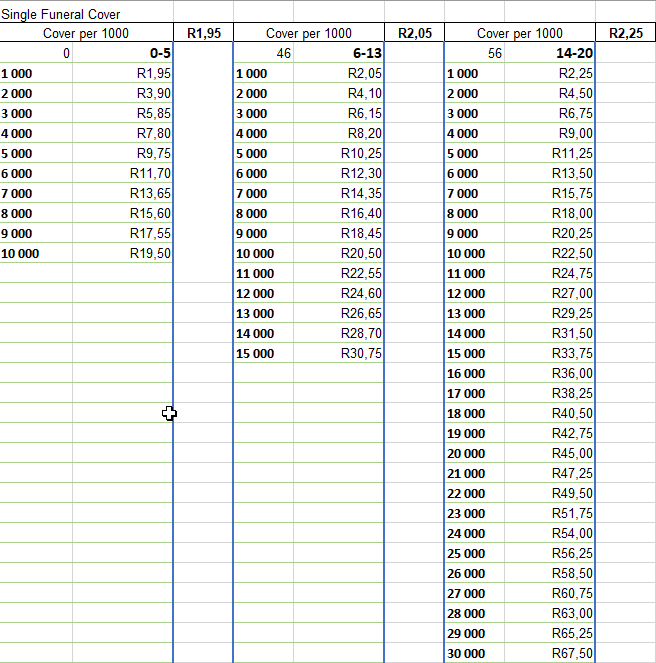 Single Funeral Cover
Cover per 1000 R1,95 Cover per 1000 R2,05 Cover per 1000 R2,25
0 0-5 46 6-13 56 14-20
1 000 R1,95 1 000 R2,05 1 000 R2,25
2 000 R3,90 2 000 R4,10 2 000 R4,50
3 000 R5,85 3 000 R6,15 3 000 R6,75
4 000 R7,80 4 000 R8,20 4 000 R9,00
5 000 R9,75 5 000 R10,25 5 000 R11,25
6 000 R11,70 6 000 R12,30 6 000 R13,50
7 000 R13,65 7 000 R14,35 7 000 R15,75
8 000 R15,60 8 000 R16,40 8 000 R18,00
9 000 R17,55 9 000 R18,45 9 000 R20,25
10 000 R19,50 10 000 R20,50 10 000 R22,50
11 000 R22,55 11 000 R24,75
12 000 R24,60 12 000 R27,00
13 000 R26,65 13 000 R29,25
14 000 R28,70 14 000 R31,50
15 000 R30,75 15 000 R33,75
16 000 R36,00
17 000 R38,25
18 000 R40,50
19 000 R42,75
20 000 R45,00
21 000 R47,25
22 000 R49,50
23 000 R51,75
24 000 R54,00
25 000 R56,25
26 000 R58,50
27 000 R60,75
28 000 R63,00
29 000 R65,25
30 000 R67,50